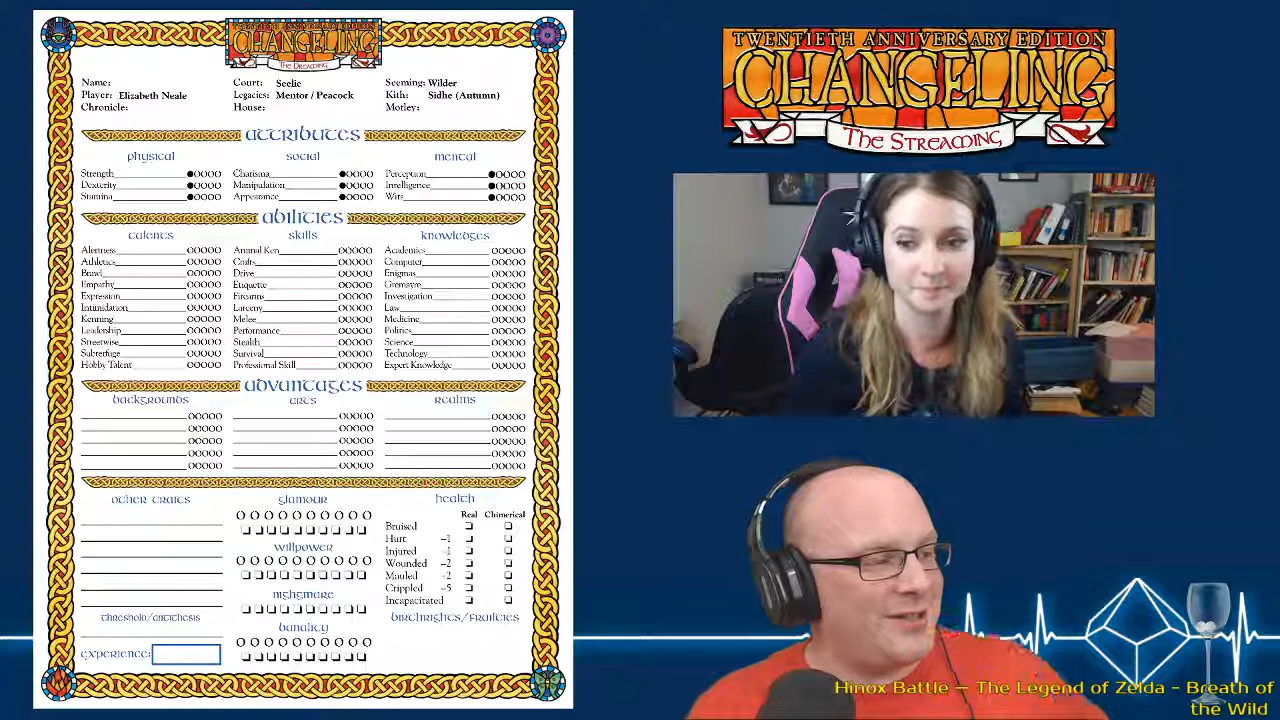 TWENTIETH ANNIVERSARY EDITION
CHANGELING
The Dreaming
Name:
Player: Elizabeth Neale
Chronicle:
Court: Seelie
Legacies: Mentor / Peacock
House:
Seeming: Wilder
Kith: Sidhe (Autumn)
Motley:
attributes
physical
social
mental
Strength
Dexterity
Stamina
Charisma
Manipulation
Appearance
Perception
Intelligence
Wits
abilities
talents
skills
knowledges
Alertness
Athletics
Brawl
Empathy
Expression
Intimidation
Kenning
Leadership
Streetwise
Subterfuge
Hobby Talent
Animal Ken
Crafts
Drive
Etiquette
Firearms
Larceny
Melee
Performance
Stealth
Survival
Professional Skill
Academics
Computer
Enigmas
Gremayre
Investigation
Law
Medicine
Politics
Science
Technology
Expert Knowledge
advantages
backgrounds
arts
realms
other traits
threshold/antithesis
experience:
glamour
willpower
nightmare
banality
health
Real Chimerical
Bruised
Hurt -1
Injured -1
Wounded -2
Mauled -2
Crippled -5
Incapacitated
birthrights/frailties
TWENTIETH ANNIVERSARY EDITION
CHANGELING
The Streaming
Hinox Battle – The Legend of Zelda - Breath of
the Wild